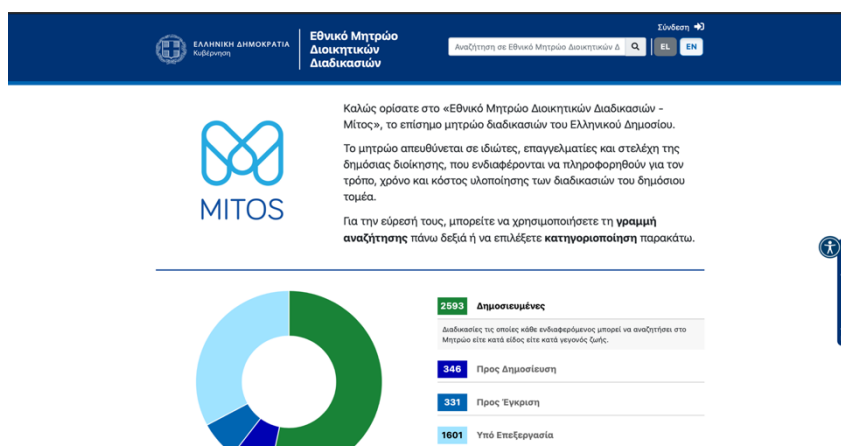 ΕΛΛΗΝΙΚΗ ΔΗΜΟΚΡΑΤΙΑ
Κυβέρνηση
Εθνικό Μητρώο
Διοικητικών
Διαδικασιών
Σύνδεση
Αναζήτηση σε Εθνικό Μητρώο Διοικητικών Δ
EL
EN
MITOS
Καλώς ορίσατε στο «Εθνικό Μητρώο Διοικητικών Διαδικασιών -
Μίτος», το επίσημο μητρώο διαδικασιών του Ελληνικού Δημοσίου.
Το μητρώο απευθύνεται σε ιδιώτες, επαγγελματίες και στελέχη της
δημόσιας διοίκησης, που ενδιαφέρονται να πληροφορηθούν για τον
τρόπο, χρόνο και κόστος υλοποίησης των διαδικασιών του δημόσιου
τομέα.
Για την εύρεσή τους, μπορείτε να χρησιμοποιήσετε τη γραμμή
αναζήτησης πάνω δεξιά ή να επιλέξετε κατηγοριοποίηση παρακάτω.
2593 Δημοσιευμένες
Διαδικασίες τις οποίες κάθε ενδιαφερόμενος μπορεί να αναζητήσει στο
Μητρώο είτε κατά είδος είτε κατά γεγονός ζωής.
346 Προς Δημοσίευση
331 Προς Έγκριση
1601 Υπό Επεξεργασία